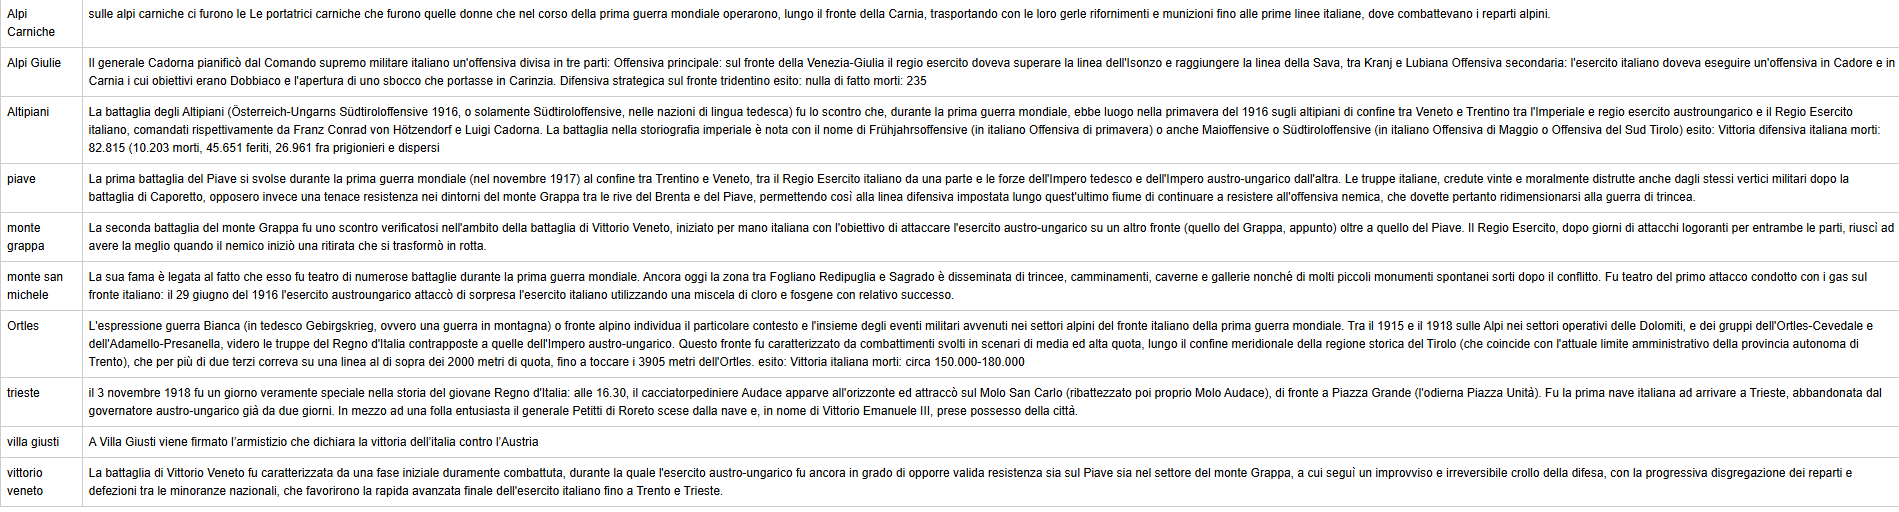 Alpi
Carniche
sulle alpi carniche ci furono le Le portatrici carniche che furono quelle donne che nel corso della prima guerra mondiale operarono, lungo il fronte della Carnia, trasportando con le loro gerle rifornimenti e munizioni fino alle prime linee italiane, dove combattevano i reparti alpini.
Alpi Giulie
Il generale Cadorna pianificò dal Comando supremo militare italiano un'offensiva divisa in tre parti: Offensiva principale: sul fronte della Venezia-Giulia il regio esercito doveva superare la linea dell'Isonzo e raggiungere la linea della Sava, tra Kranj e Lubiana Offensiva secondaria: l'esercito italiano doveva eseguire un'offensiva in Cadore e in
Carnia i cui obiettivi erano Dobbiaco e l'apertura di uno sbocco che portasse in Carinzia. Difensiva strategica sul fronte tridentino esito: nulla di fatto morti: 235
Altipiani
La battaglia degli Altipiani (Österreich-Ungarns Südtiroloffensive 1916, o solamente Südtiroloffensive, nelle nazioni di lingua tedesca) fu lo scontro che, durante la prima guerra mondiale, ebbe luogo nella primavera del 1916 sugli altipiani di confine tra Veneto e Trentino tra l'Imperiale e regio esercito austroungarico e il Regio Esercito
italiano, comandati rispettivamente da Franz Conrad von Hötzendorf e Luigi Cadorna. La battaglia nella storiografia imperiale è nota con il nome di Frühjahrsoffensive (in italiano Offensiva di primavera) o anche Maioffensive o Südtiroloffensive (in italiano Offensiva di Maggio o Offensiva del Sud Tirolo) esito: Vittoria difensiva italiana morti:
82.815 (10.203 morti, 45.651 feriti, 26.961 fra prigionieri e dispersi
piave
La prima battaglia del Piave si svolse durante la prima guerra mondiale (nel novembre 1917) al confine tra Trentino e Veneto, tra il Regio Esercito italiano da una parte e le forze dell'Impero tedesco e dell'Impero austro-ungarico dall'altra. Le truppe italiane, credute vinte e moralmente distrutte anche dagli stessi vertici militari dopo la
battaglia di Caporetto, opposero invece una tenace resistenza nei dintorni del monte Grappa tra le rive del Brenta e del Piave, permettendo così alla linea difensiva impostata lungo quest'ultimo fiume di continuare a resistere all'offensiva nemica, che dovette pertanto ridimensionarsi alla guerra di trincea.
monte
grappa
La seconda battaglia del monte Grappa fu uno scontro verificatosi nell'ambito della battaglia di Vittorio Veneto, iniziato per mano italiana con l'obiettivo di attaccare l'esercito austro-ungarico su un altro fronte (quello del Grappa, appunto) oltre a quello del Piave. Il Regio Esercito, dopo giorni di attacchi logoranti per entrambe le parti, riuscì ad
avere la meglio quando il nemico iniziò una ritirata che si trasformò in rotta.
monte san
michele
La sua fama è legata al fatto che esso fu teatro di numerose battaglie durante la prima guerra mondiale. Ancora oggi la zona tra Fogliano Redipuglia e Sagrado è disseminata di trincee, camminamenti, caverne e gallerie nonché di molti piccoli monumenti spontanei sorti dopo il conflitto. Fu teatro del primo attacco condotto con i gas sul
fronte italiano: il 29 giugno del 1916 l'esercito austroungarico attaccò di sorpresa l'esercito italiano utilizzando una miscela di cloro e fosgene con relativo successo.
Ortles
L'espressione guerra Bianca (in tedesco Gebirgskrieg, ovvero una guerra in montagna) o fronte alpino individua il particolare contesto e l'insieme degli eventi militari avvenuti nei settori alpini del fronte italiano della prima guerra mondiale. Tra il 1915 e il 1918 sulle Alpi nei settori operativi delle Dolomiti, e dei gruppi dell'Ortles-Cevedale e
dell'Adamello-Presanella, videro le truppe del Regno d'Italia contrapposte a quelle dell'Impero austro-ungarico. Questo fronte fu caratterizzato da combattimenti svolti in scenari di media ed alta quota, lungo il confine meridionale della regione storica del Tirolo (che coincide con l'attuale limite amministrativo della provincia autonoma di
Trento), che per più di due terzi correva su una linea al di sopra dei 2000 metri di quota, fino a toccare i 3905 metri dell'Ortles. esito: Vittoria italiana morti: circa 150.000-180.000
trieste
il 3 novembre 1918 fu un giorno veramente speciale nella storia del giovane Regno d'Italia: alle 16.30, il cacciatorpediniere Audace apparve all'orizzonte ed attraccò sul Molo San Carlo (ribattezzato poi proprio Molo Audace), di fronte a Piazza Grande (l'odierna Piazza Unità). Fu la prima nave italiana ad arrivare a Trieste, abbandonata dal
governatore austro-ungarico già da due giorni. In mezzo ad una folla entusiasta il generale Petitti di Roreto scese dalla nave e, in nome di Vittorio Emanuele III, prese possesso della città.
villa giusti
A Villa Giusti viene firmato l’armistizio che dichiara la vittoria dell’italia contro l’Austria
vittorio
veneto
La battaglia di Vittorio Veneto fu caratterizzata da una fase iniziale duramente combattuta, durante la quale l'esercito austro-ungarico fu ancora in grado di opporre valida resistenza sia sul Piave sia nel settore del monte Grappa, a cui seguì un improvviso e irreversibile crollo della difesa, con la progressiva disgregazione dei reparti e
defezioni tra le minoranze nazionali, che favorirono la rapida avanzata finale dell'esercito italiano fino a Trento e Trieste.